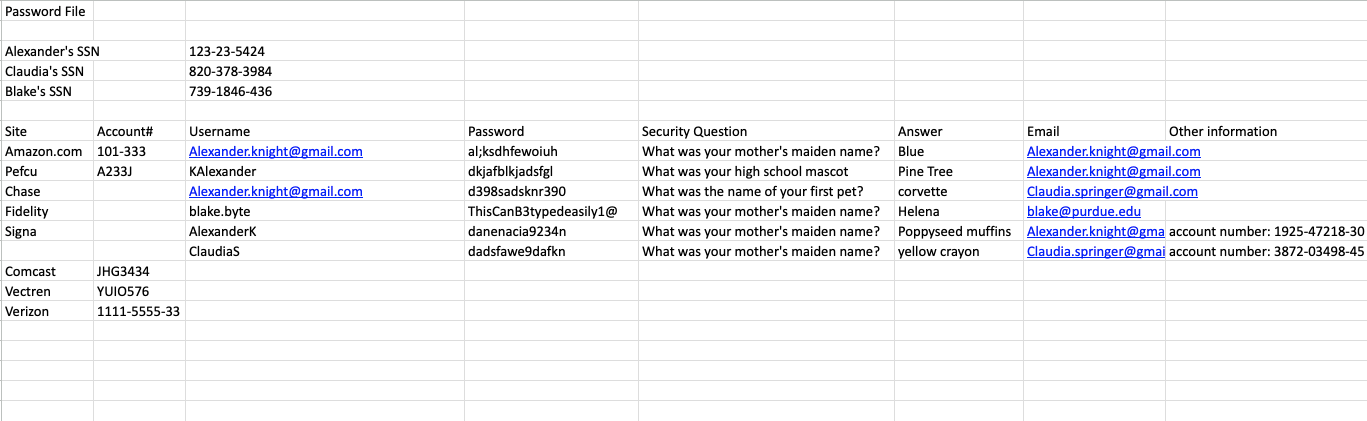 Password File
Alexander's SSN 123-23-5424
Claudia's SSN 820-378-3984
Blake's SSN 739-1846-436
Site Account# Username Password Security Question Answer Email Other information
Amazon.com 101-333 Alexander.knight@gmail.com al;ksdhfewoiuh What was your mother's maiden name? Blue Alexander.knight@gmail.com
Pefcu A233J KAlexander dkjafblkjadsfgl What was your high school mascot Pine Tree Alexander.knight@gmail.com
Chase Alexander.knight@gmail.com d398sadsknr390 What was the name of your first pet? corvette Claudia.springer@gmail.com
Fidelity blake.byte ThisCanB3typedeasily1@ What was your mother's maiden name? Helena blake@purdue.edu
Signa AlexanderK danenacia9234n What was your mother's maiden name? Poppyseed muffins Alexander.knight@gma account number: 1925-47218-30
ClaudiaS dadsfawe9dafkn What was your mother's maiden name? yellow crayon Claudia.springer@gmai account number: 3872-03498-45
Comcast JHG3434
Vectren YUIO576
Verizon 1111-5555-33